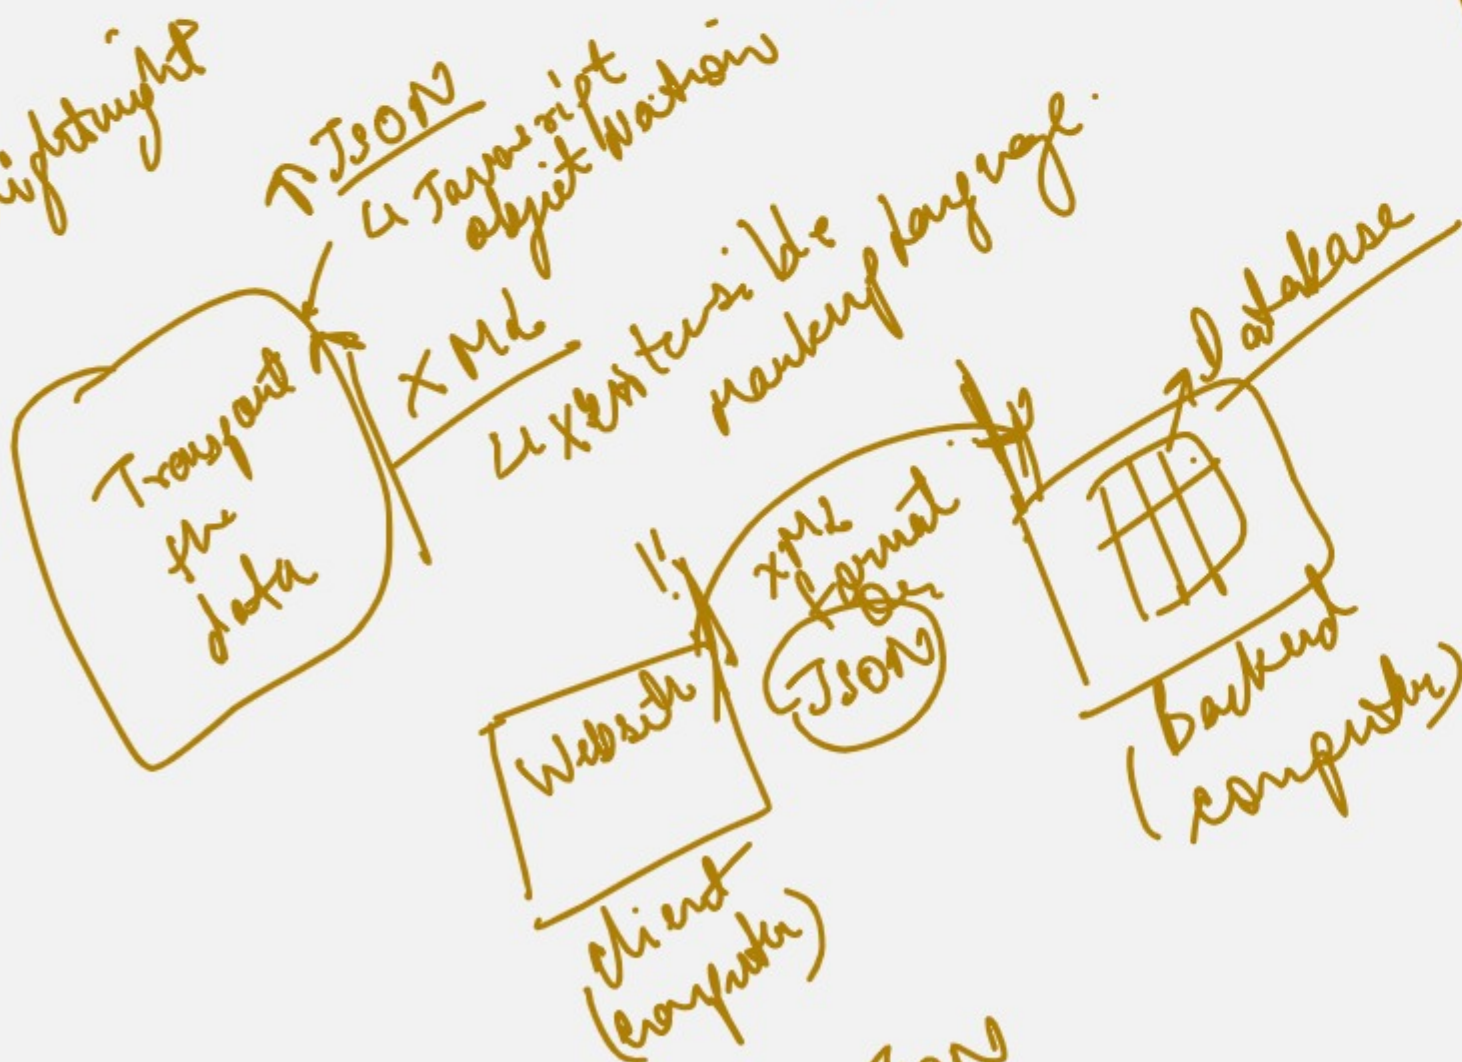 JSON
Javascript
object Notation
XML
Extensible
Markup Language.
Transport
the
data
Database
XML
format
or
JSON
Website
client
(computer)
Backend
(computer)